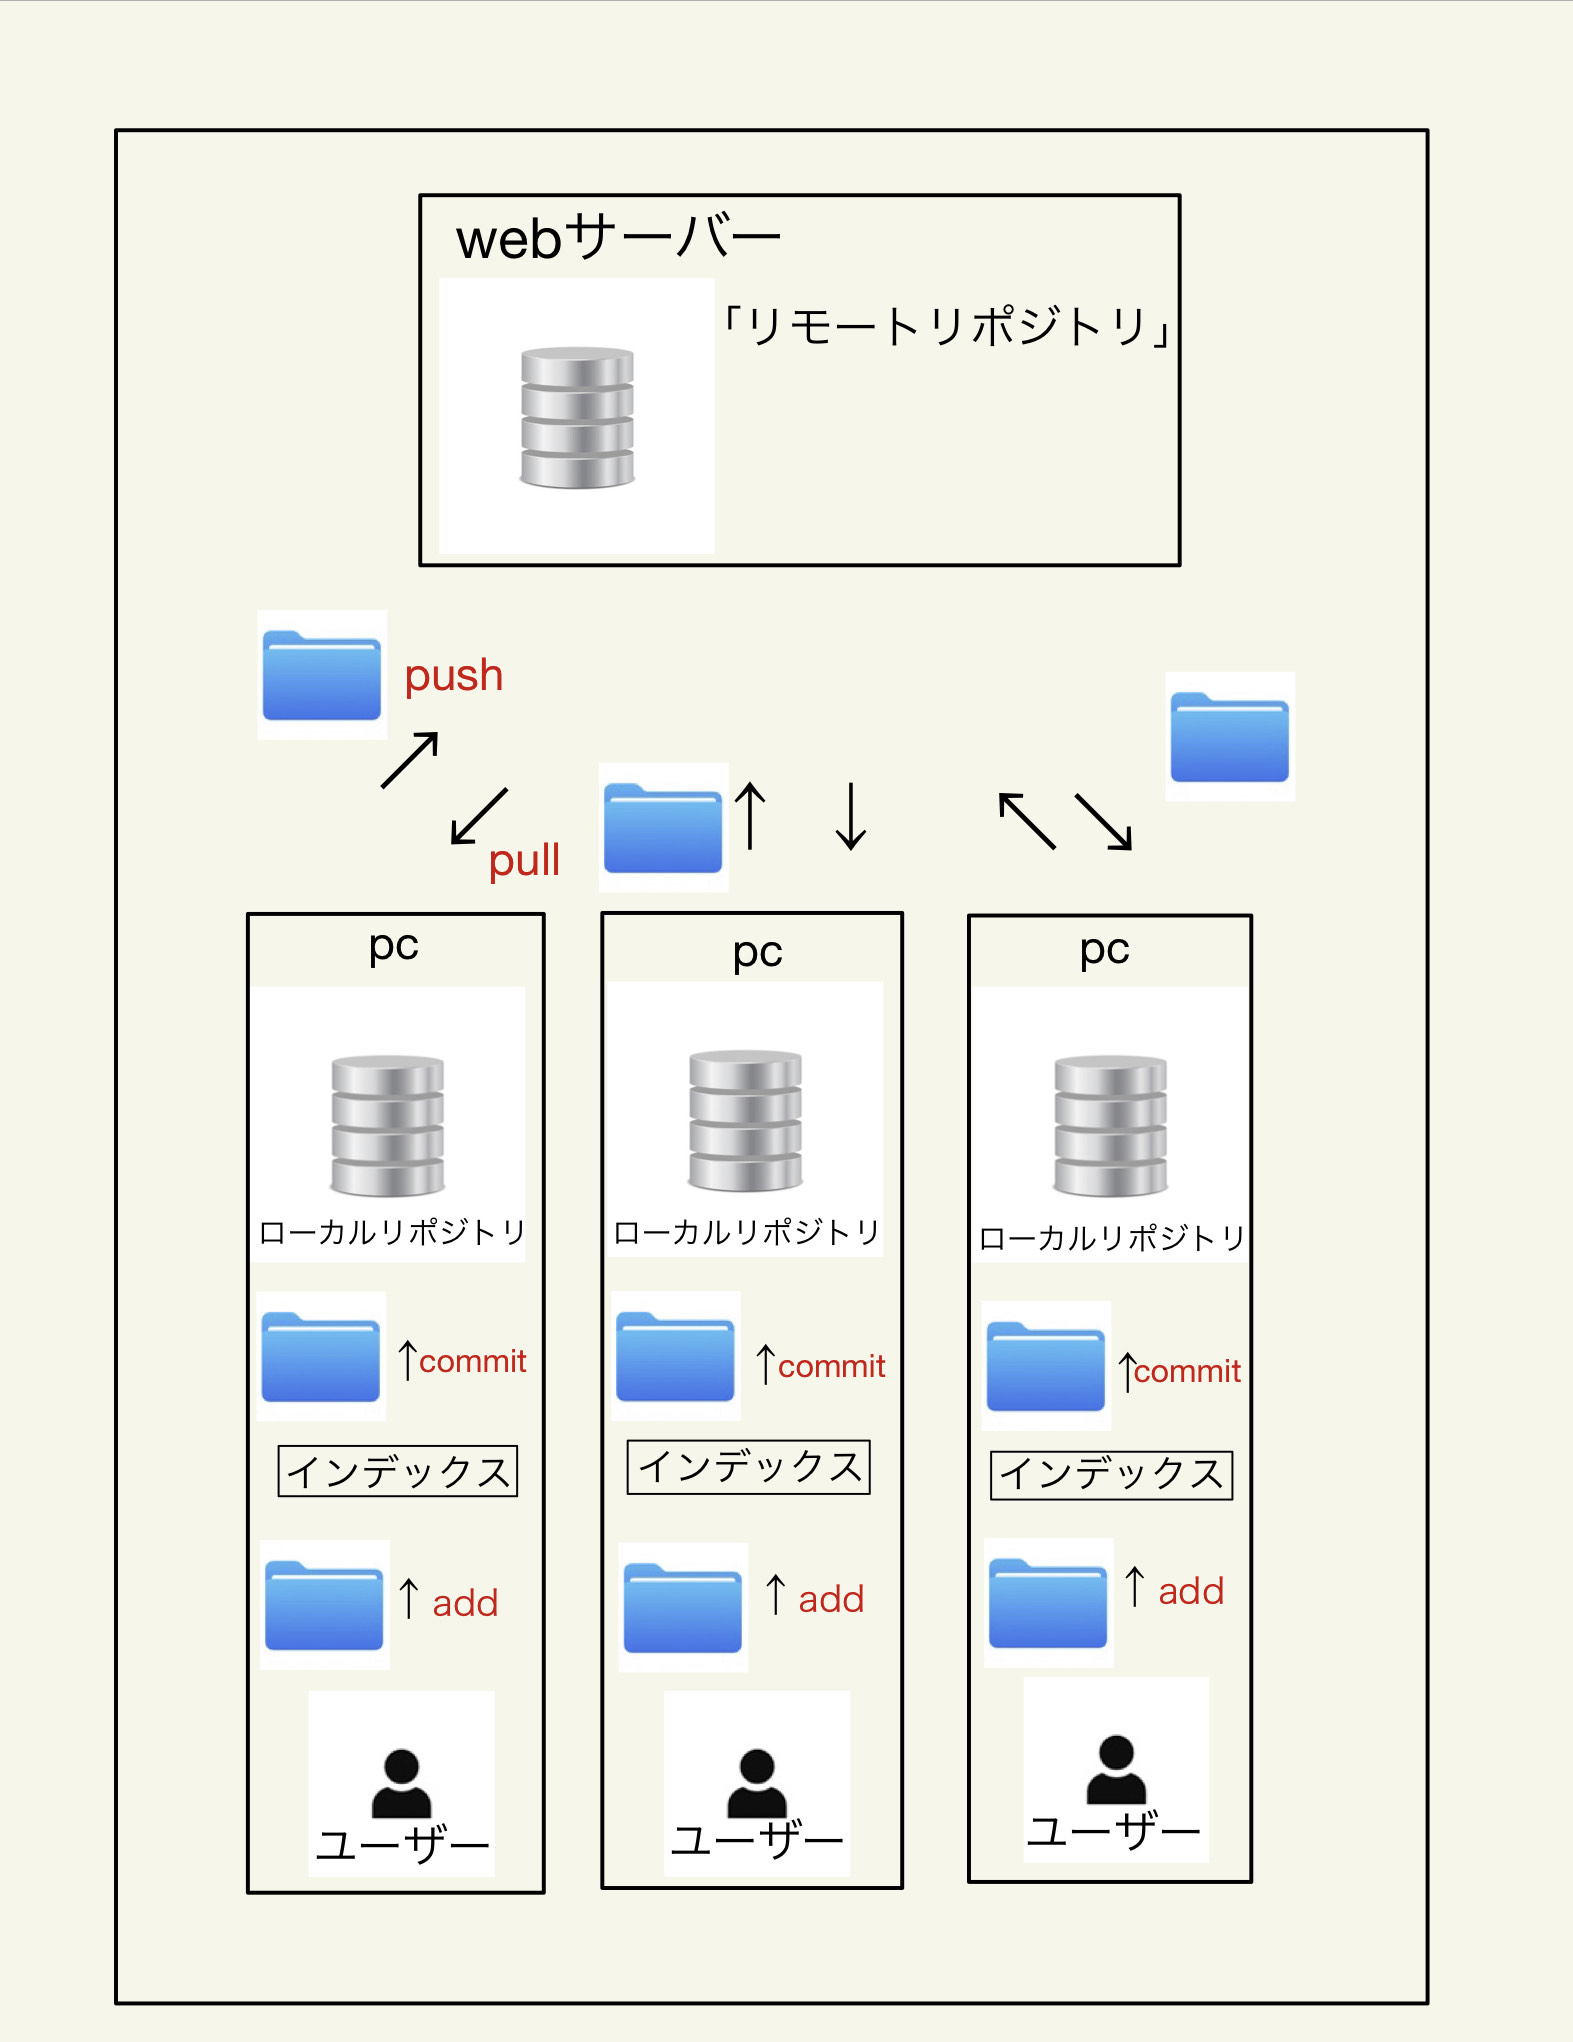 webサーバー
「リモートリポジトリ」
push
↗
↙
pull
↑ ↓
↖ ↘
pc
ローカルリポジトリ
↑commit
インデックス
↑ add
ユーザー
pc
ローカルリポジトリ
↑commit
インデックス
↑ add
ユーザー
pc
ローカルリポジトリ
↑commit
インデックス
↑ add
ユーザー